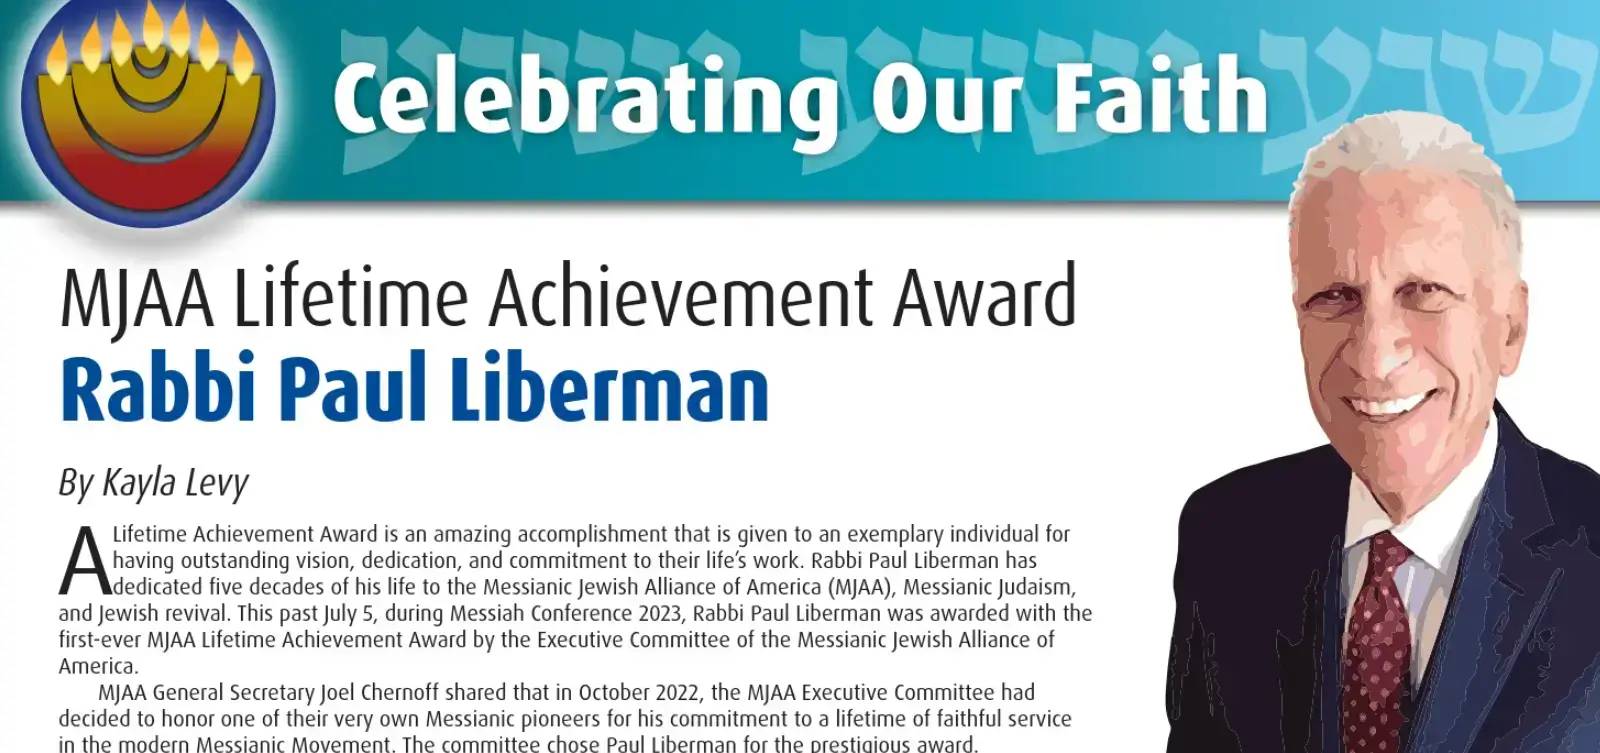 ישוע ישוע ישוע
Celebrating Our Faith
MJAA Lifetime Achievement Award
Rabbi Paul Liberman
By Kayla Levy
A Lifetime Achievement Award is an amazing accomplishment that is given to an exemplary individual for
having outstanding vision, dedication, and commitment to their life’s work. Rabbi Paul Liberman has
dedicated five decades of his life to the Messianic Jewish Alliance of America (MJAA), Messianic Judaism,
and Jewish revival. This past July 5, during Messiah Conference 2023, Rabbi Paul Liberman was awarded with the
first-ever MJAA Lifetime Achievement Award by the Executive Committee of the Messianic Jewish Alliance of
America.
MJAA General Secretary Joel Chernoff shared that in October 2022, the MJAA Executive Committee had
decided to honor one of their very own Messianic pioneers for his commitment to a lifetime of faithful service
in the modern Messianic Movement. The committee chose Paul Liberman for the prestigious award.